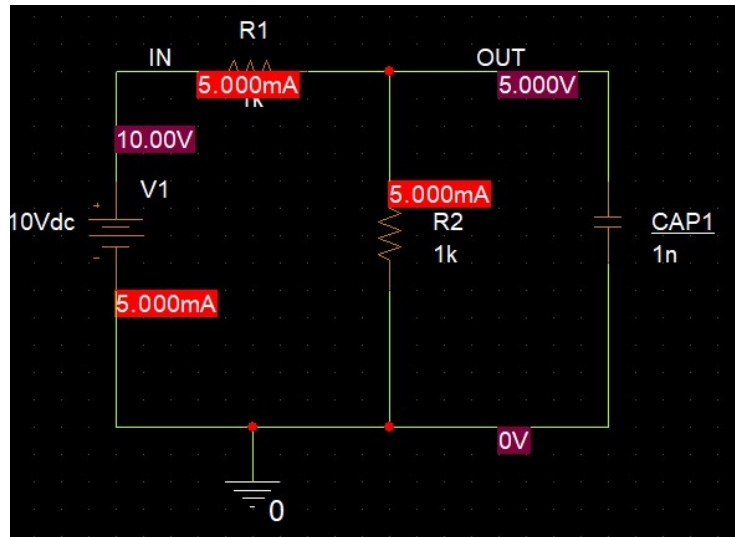 R1
IN
OUT
5.000mA
1k
5.000V
10.00V
V1
5.000mA
10Vdc
R2
CAP1
1k
1n
5.000mA
0V
0